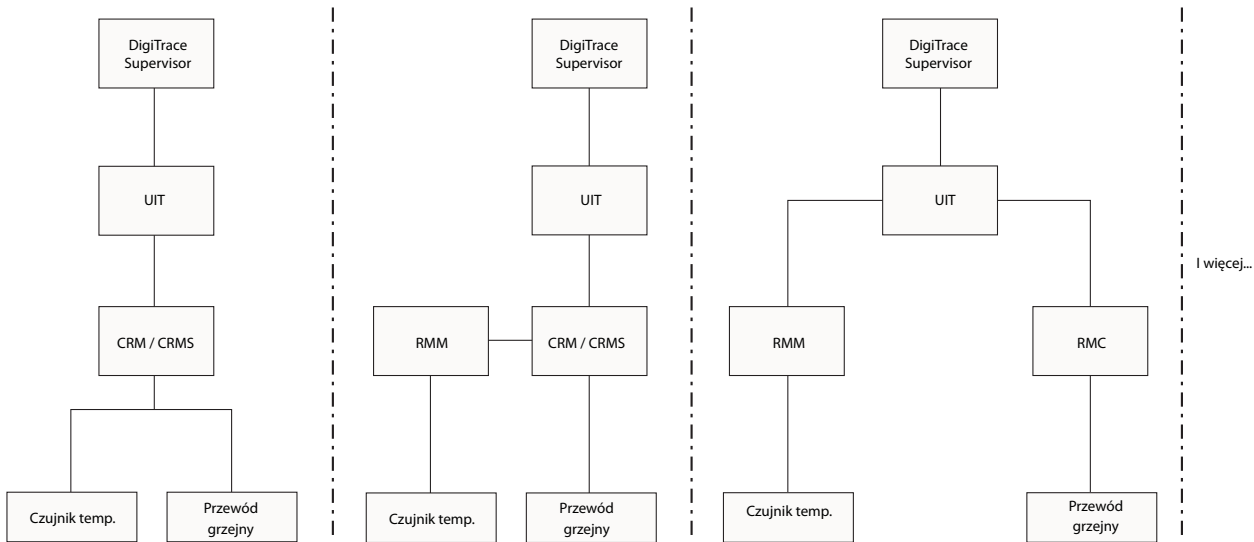 DigiTrace
Supervisor
UIT
CRM / CRMS
Czujnik temp.
Przewód
grzejny
DigiTrace
Supervisor
UIT
RMM
CRM / CRMS
Czujnik temp.
Przewód
grzejny
DigiTrace
Supervisor
UIT
RMM
RMC
Czujnik temp.
Przewód
grzejny
I więcej...